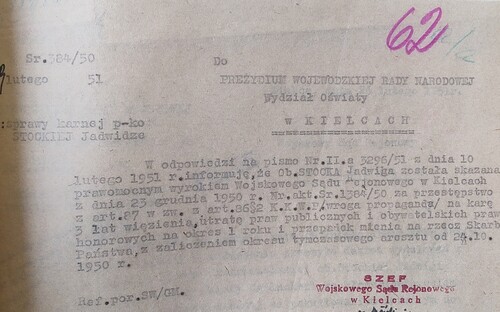 62
Sr.384/50
Do
lutego 51
PREZYCIUM WOJEWODZKIEJ RADY NARODOWEJ
Wydział Oświaty
w KIELCACH
:sprawy karnej p-ko
STOCKIEJ Jadwidze
W odpowiedzi na pismo Nr.II.a 3296/51 z dnia 10
lutego 1951 r.informuję,że Ob.STOCKA Jadwiga została skazana
prawomocnym wyrokiem Wojskowego Sądu Rejonowego w Kielcach
z dnia 23 grudnia 1950 r. Nr.akt.Sr.1384/50 za przestępstwo
z art.87 w zw. z art.86§2 K.K.W.P/wroga propaganda/ na karę
3 lat więzienia,utratę praw publicznych i obywatelskich praw
honorowych na okres 1 roku i przepadek mienia na rzecz Skarb
Państwa,z zaliczeniem okresu tymczasowego aresztu od 24.10.
1950 r.
SZEF
Wojskowego Sądu Rejonowego
w Kielcach
Ref.por.SW/GM.